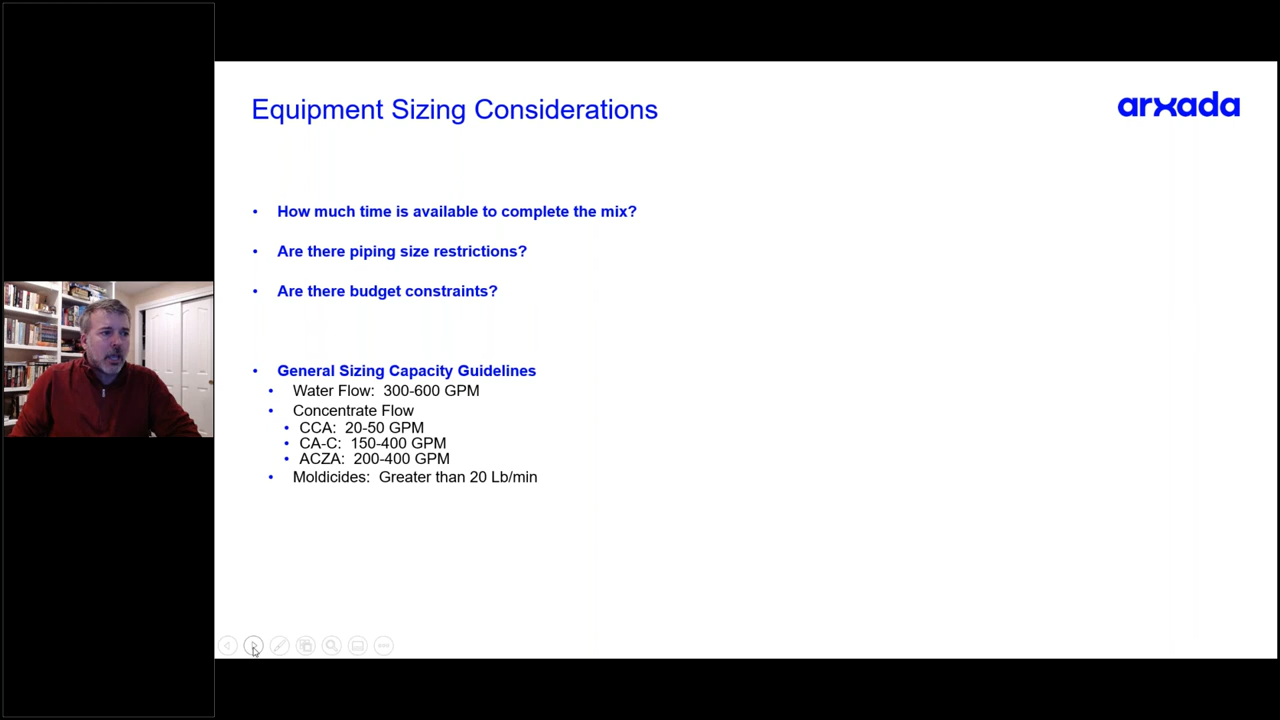 Equipment Sizing Considerations
arxada
• How much time is available to complete the mix?
• Are there piping size restrictions?
• Are there budget constraints?
• General Sizing Capacity Guidelines
• Water Flow: 300-600 GPM
• Concentrate Flow
• CCA: 20-50 GPM
• CA-C: 150-400 GPM
• ACZA: 200-400 GPM
• Moldicides: Greater than 20 Lb/min